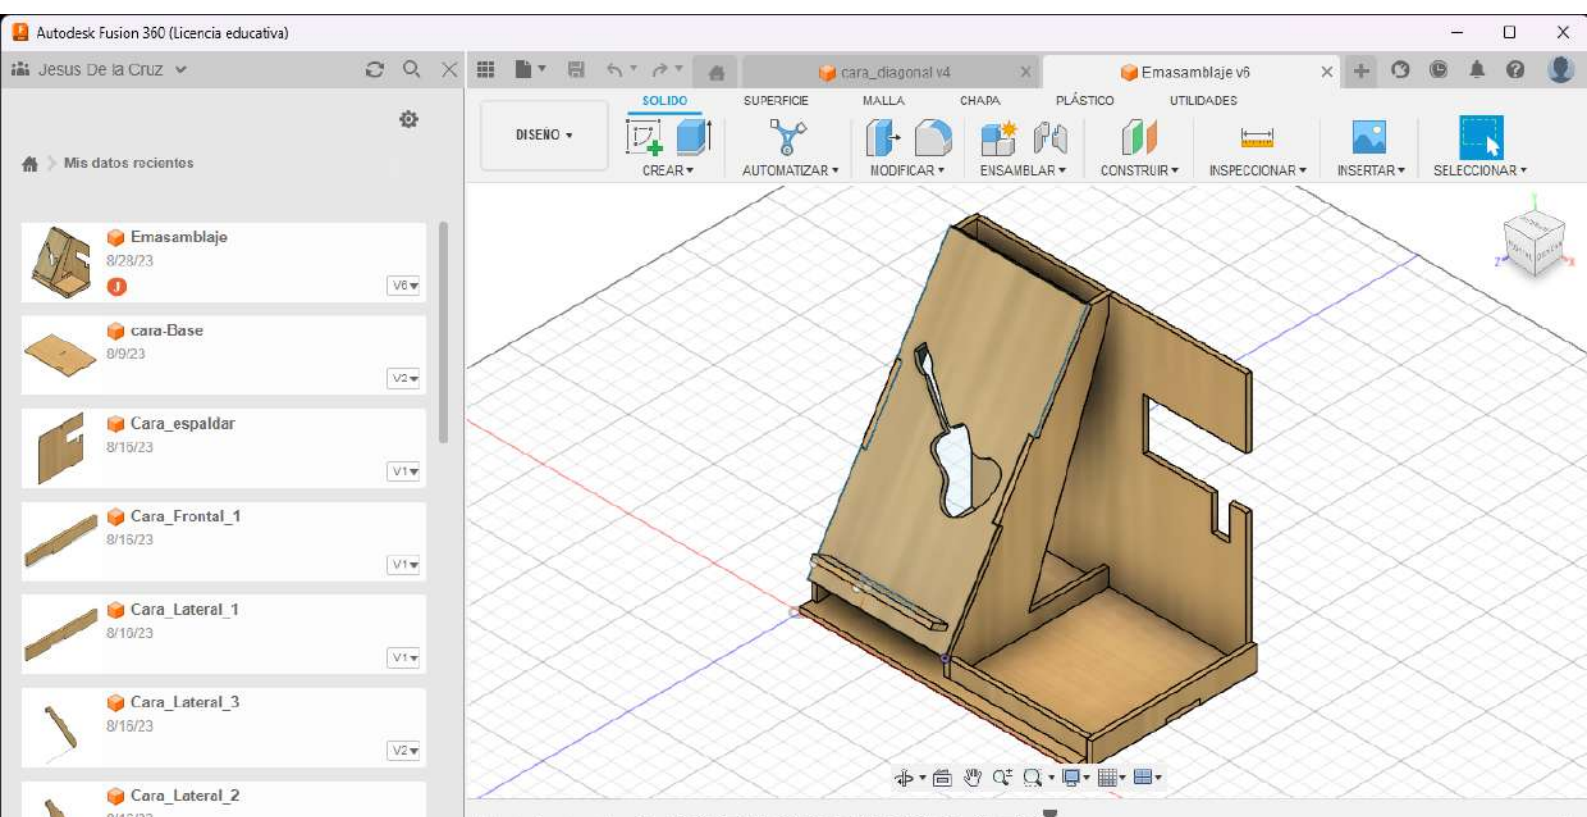 Autodesk Fusion 360 (Licencia educativa)
Jesus De la Cruz
cara_diagonal v4
Emasamblaje v6
SOLIDO SUPERFICIE MALLA CHAPA PLÁSTICO UTILIDADES
DISEÑO
CREAR AUTOMATIZAR MODIFICAR ENSAMBLAR CONSTRUIR INSPECCIONAR INSERTAR SELECCIONAR
Mis datos recientes
Emasamblaje
8/28/23
J
V6
cara-Base
8/9/23
V2
Cara_espaldar
8/16/23
V1
Cara_Frontal_1
8/16/23
V1
Cara_Lateral_1
8/16/23
V1
Cara_Lateral_3
8/16/23
V2
Cara_Lateral_2
Z
X